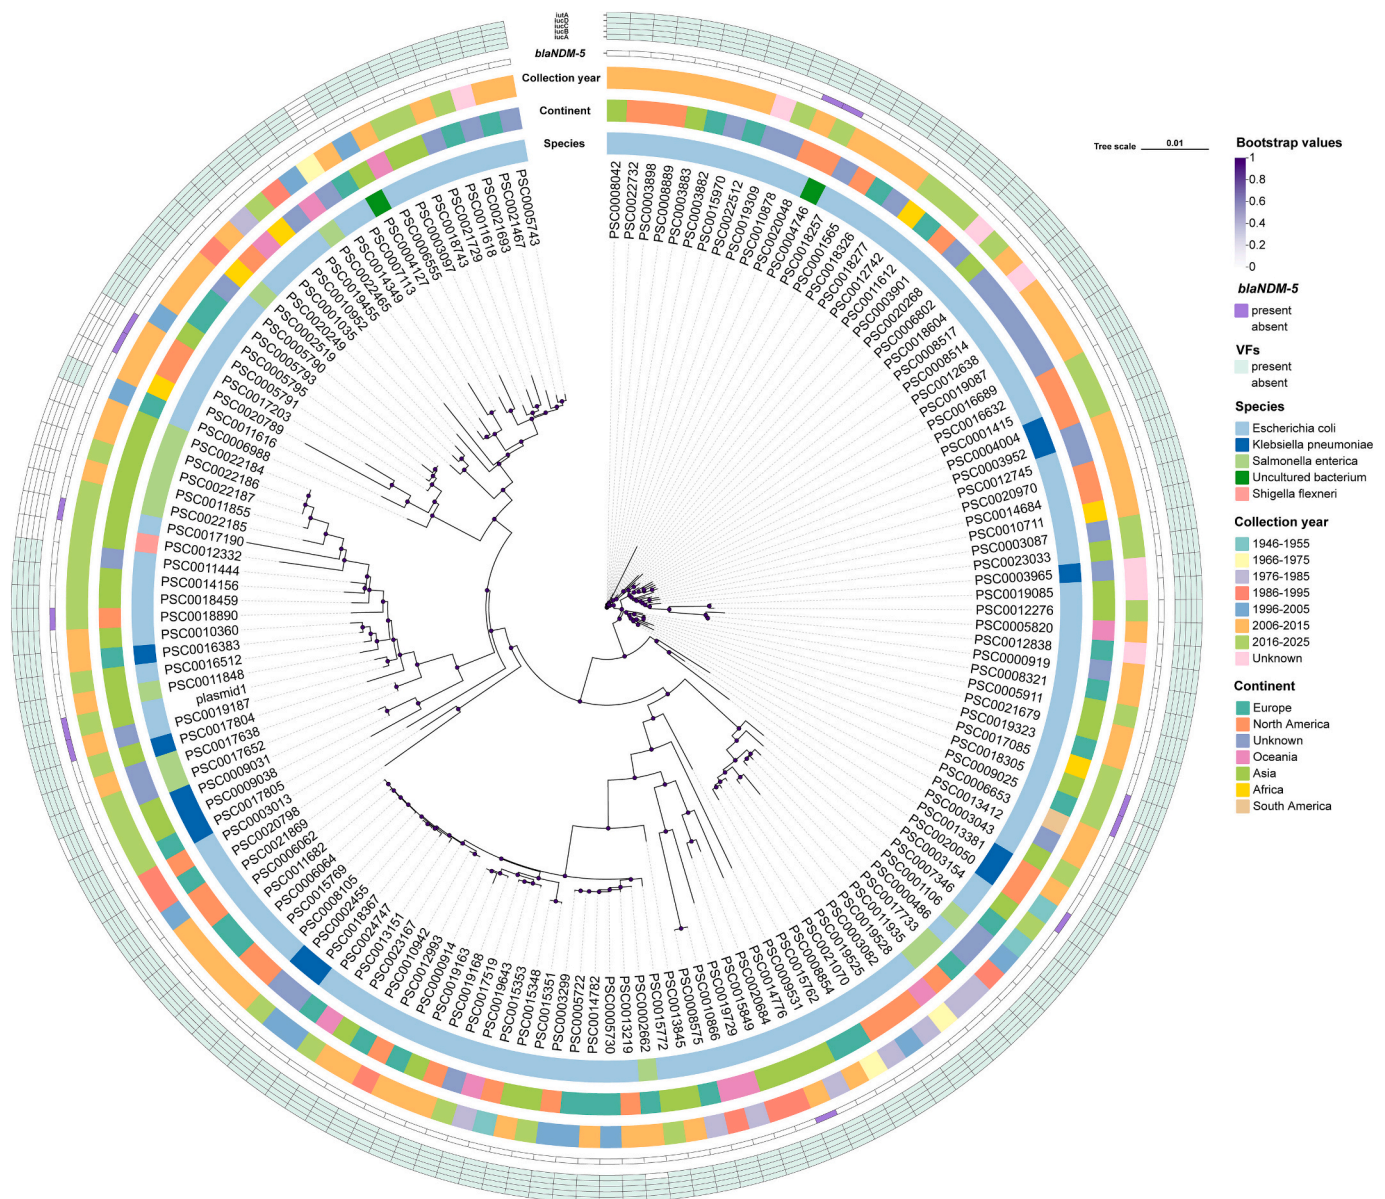 iutA
iucD
iucC
iucB
iucA
blaNDM-5
Collection year
Continent
Species
Tree scale 0.01
Bootstrap values
1
0.8
0.6
0.4
0.2
0
blaNDM-5
present
absent
VFs
present
absent
Species
Escherichia coli
Klebsiella pneumoniae
Salmonella enterica
Uncultured bacterium
Shigella flexneri
Collection year
1946-1955
1966-1975
1976-1985
1986-1995
1996-2005
2006-2015
2016-2025
Unknown
Continent
Europe
North America
Unknown
Oceania
Asia
Africa
South America
PSC0008042
PSC0022732
PSC0003898
PSC0008889
PSC0003883
PSC0003882
PSC0015970
PSC0022512
PSC0019309
PSC0010878
PSC0020048
PSC0004746
PSC0018257
PSC0001565
PSC0018326
PSC0018277
PSC0012742
PSC0011612
PSC0003901
PSC0020268
PSC0006802
PSC0018604
PSC0008517
PSC0008514
PSC0012638
PSC0019087
PSC0016689
PSC0016632
PSC0001415
PSC0004004
PSC0003952
PSC0012745
PSC0020970
PSC0014684
PSC0010711
PSC0003087
PSC0023033
PSC0003965
PSC0019085
PSC0012276
PSC0005820
PSC0012838
PSC0000919
PSC0008321
PSC0005911
PSC0021679
PSC0019323
PSC0017085
PSC0018305
PSC0009025
PSC0006653
PSC0013412
PSC0003043
PSC0001381
PSC0020050
PSC0003154
PSC0007346
PSC0001106
PSC0000486
PSC0017733
PSC0011935
PSC0019528
PSC0003082
PSC0019525
PSC0021070
PSC0008854
PSC0015762
PSC0009531
PSC0014776
PSC0020684
PSC0015849
PSC0019729
PSC0010866
PSC0008575
PSC0013845
PSC0015772
PSC0002662
PSC0013219
PSC0005730
PSC0014782
PSC0005722
PSC0003299
PSC0015351
PSC0015348
PSC0015353
PSC0019643
PSC0017519
PSC0019168
PSC0019163
PSC0000914
PSC0012993
PSC0010942
PSC0023167
PSC0013151
PSC0024747
PSC0018367
PSC0002455
PSC0008105
PSC0015769
PSC0006064
PSC0011682
PSC0006062
PSC0021869
PSC0020798
PSC0003013
PSC0017805
PSC0009038
PSC0009031
PSC0017652
PSC0017638
PSC0017804
PSC0019187
plasmid1
PSC0011848
PSC0016512
PSC0016383
PSC0010360
PSC0018890
PSC0018459
PSC0014156
PSC0011444
PSC0012332
PSC0017190
PSC0022185
PSC0011855
PSC0022187
PSC0022186
PSC0022184
PSC0006988
PSC0011616
PSC0020789
PSC0017203
PSC0005791
PSC0005795
PSC0005793
PSC0005790
PSC0002519
PSC0020249
PSC0001035
PSC0010952
PSC0022465
PSC0019455
PSC0014349
PSC0007113
PSC0004127
PSC0006555
PSC0003097
PSC0018743
PSC0021729
PSC0011618
PSC0021693
PSC0021467
PSC0005743